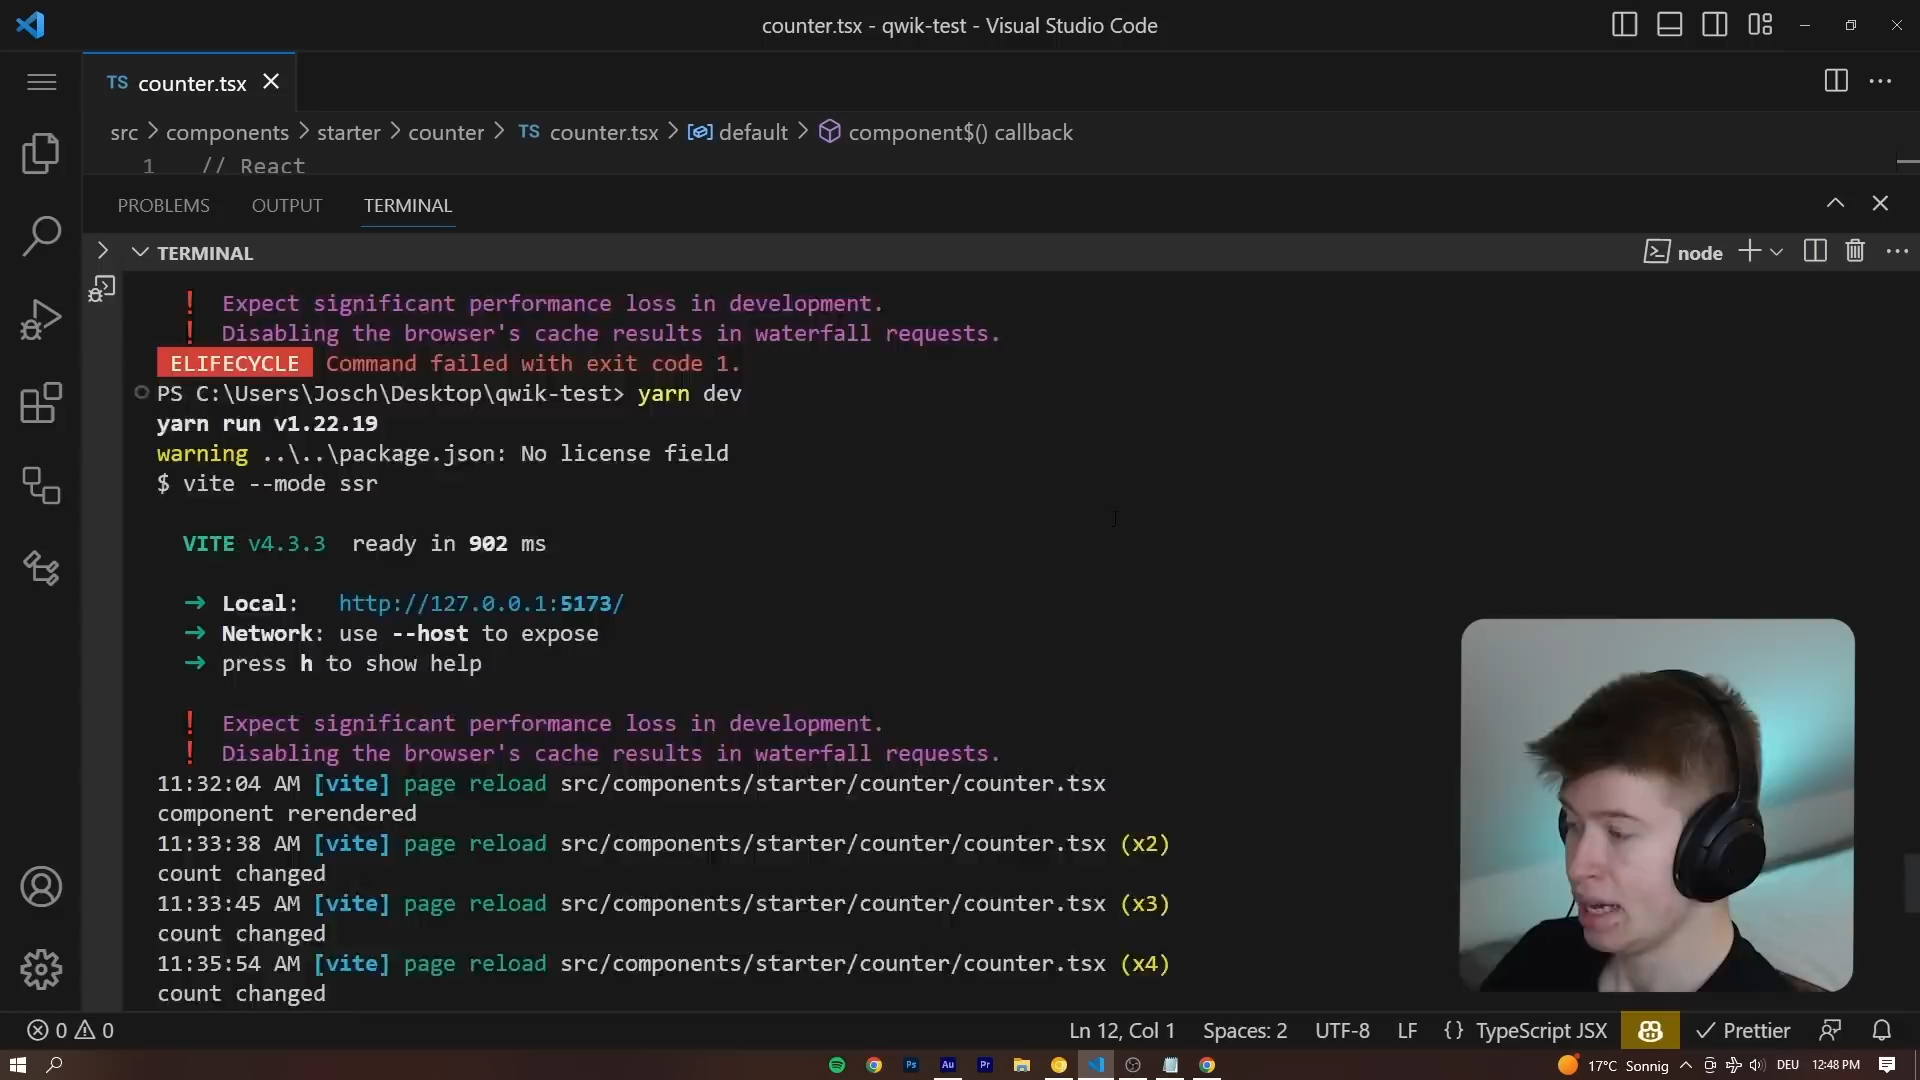 counter.tsx - qwik-test - Visual Studio Code
TS counter.tsx
src > components > starter > counter > TS counter.tsx > default > component$() callback
1 // React
PROBLEMS OUTPUT TERMINAL
TERMINAL
node
! Expect significant performance loss in development.
! Disabling the browser's cache results in waterfall requests.
ELIFECYCLE Command failed with exit code 1.
PS C:\Users\Josch\Desktop\qwik-test> yarn dev
yarn run v1.22.19
warning ..\..\package.json: No license field
$ vite --mode ssr
VITE v4.3.3 ready in 902 ms
➜ Local: http://127.0.0.1:5173/
➜ Network: use --host to expose
➜ press h to show help
! Expect significant performance loss in development.
! Disabling the browser's cache results in waterfall requests.
11:32:04 AM [vite] page reload src/components/starter/counter/counter.tsx
component rerendered
11:33:38 AM [vite] page reload src/components/starter/counter/counter.tsx (x2)
count changed
11:33:45 AM [vite] page reload src/components/starter/counter/counter.tsx (x3)
count changed
11:35:54 AM [vite] page reload src/components/starter/counter/counter.tsx (x4)
count changed
0 0 Ln 12, Col 1 Spaces: 2 UTF-8 LF {} TypeScript JSX Prettier
Ps Au Pr 17°C Sonnig DEU 12:48 PM